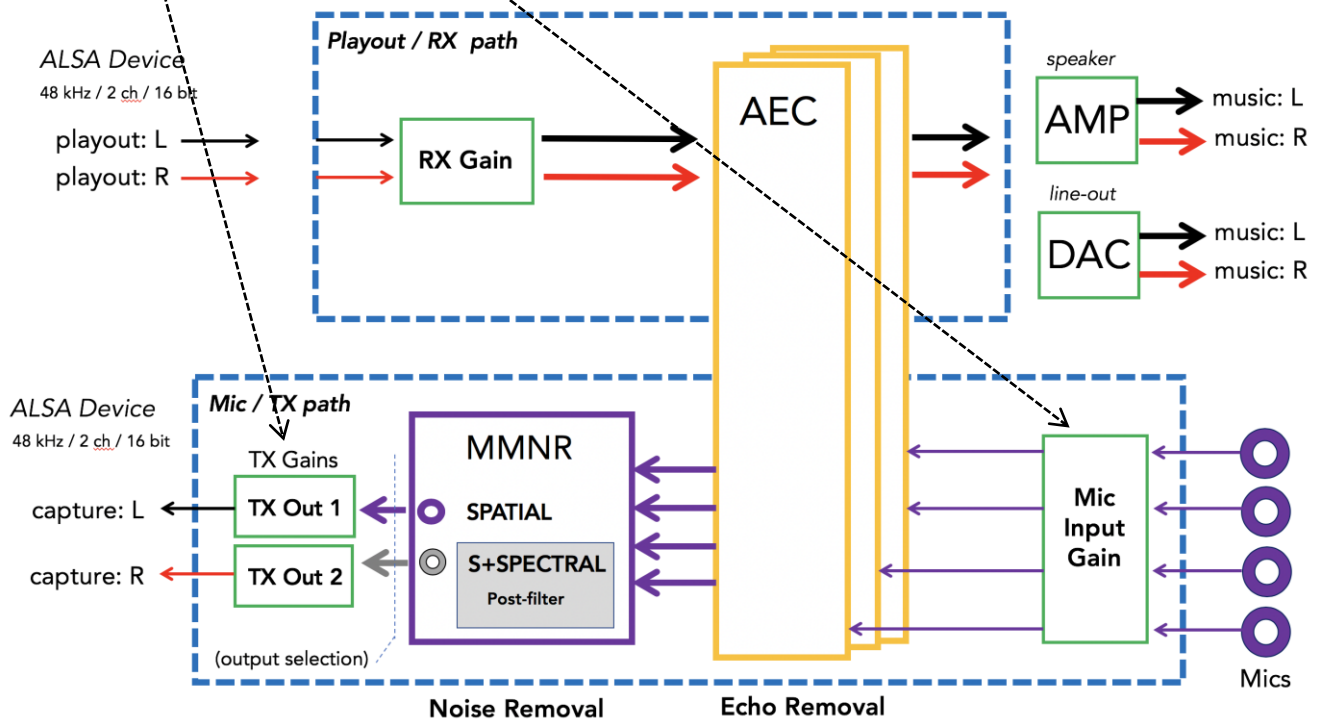 Playout / RX path
ALSA Device
48 kHz / 2 ch / 16 bit
playout: L
playout: R
RX Gain
AEC
speaker
AMP
music: L
music: R
line-out
DAC
music: L
music: R
ALSA Device
48 kHz / 2 ch / 16 bit
Mic / TX path
TX Gains
TX Out 1
TX Out 2
capture: L
capture: R
(output selection)
MMNR
SPATIAL
S+SPECTRAL
Post-filter
Mic
Input
Gain
Mics
Noise Removal
Echo Removal